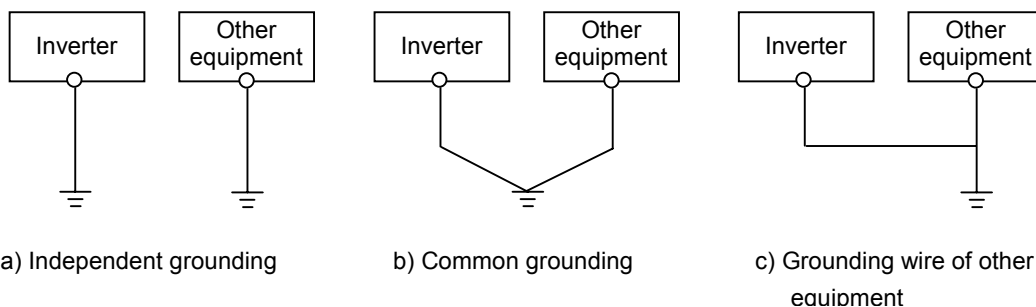 Inverter
Other
equipment
Inverter
Other
equipment
Inverter
Other
equipment
a) Independent grounding
b) Common grounding
c) Grounding wire of other
equipment